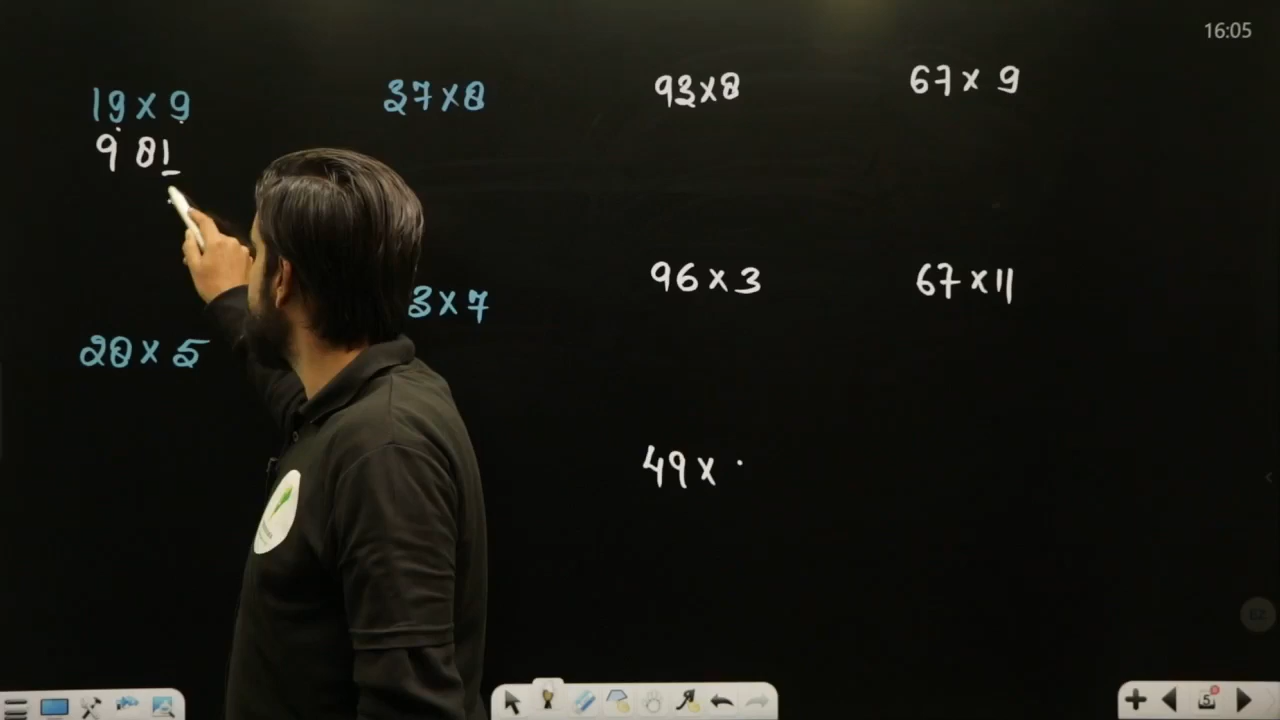 16:05
19 × 9
37 × 8
93 × 8
67 × 9
9 81
3 × 7
96 × 3
67 × 11
28 × 5
49 ×